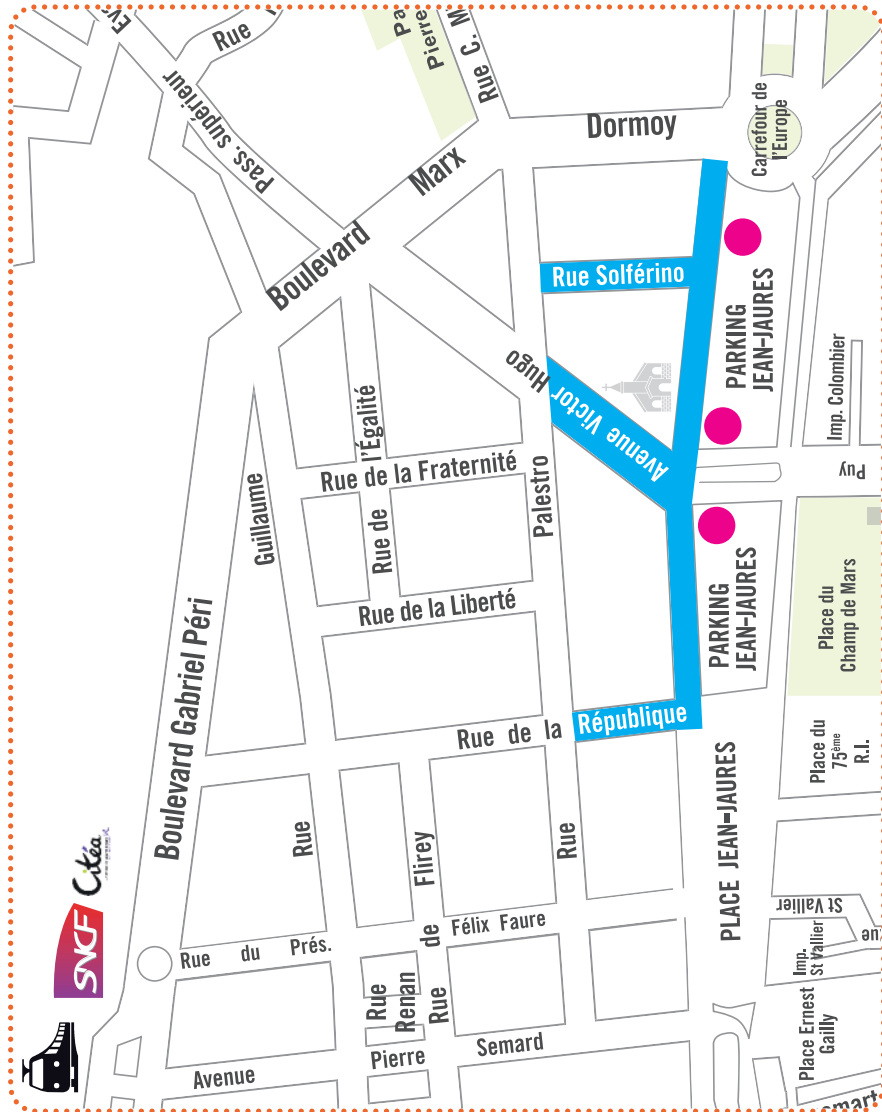 Rue
Pierre
Rue C. M
Pass. supérieur
Dormoy
Carrefour de
l'Europe
Boulevard
Marx
Rue Solférino
PARKING
JEAN-JAURES
Avenue Victor
Hugo
Imp. Colombier
Puy
l'Égalité
Rue de
Rue de la Fraternité
Guillaume
Rue
Palestro
Rue
Rue de la Liberté
Boulevard Gabriel Péri
PARKING
JEAN-JAURES
Place du
Champ de Mars
Rue de la
République
Place du
75ème
R.I.
PLACE JEAN-JAURES
Citéa
SNCF
Flirey
de
Rue
Rue du Prés.
Félix Faure
Rue
Renan
St Vallier
Imp.
St Vallier
Place Ernest
Gailly
Avenue
Pierre
Semard